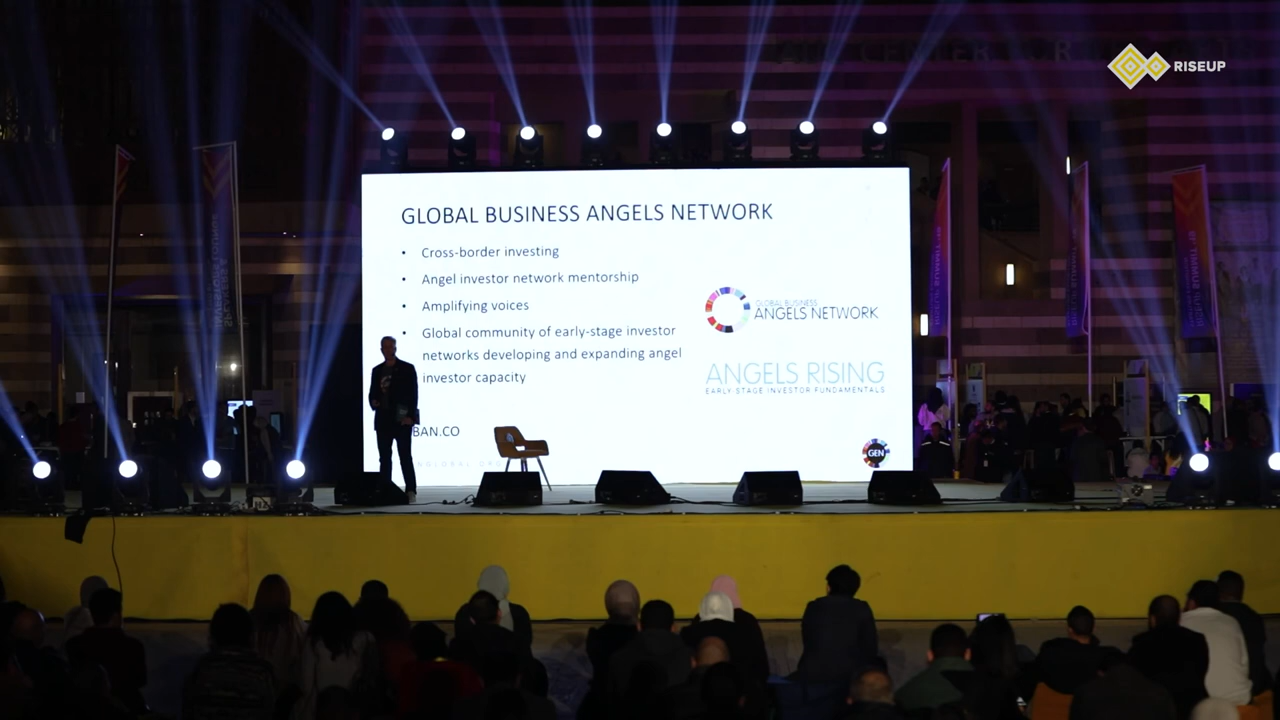 RISEUP
GLOBAL BUSINESS ANGELS NETWORK
• Cross-border investing
• Angel investor network mentorship
• Amplifying voices
• Global community of early-stage investor
networks developing and expanding angel
investor capacity
GLOBAL BUSINESS
ANGELS NETWORK
ANGELS RISING
EARLY-STAGE INVESTOR FUNDAMENTALS
BAN.CO
GEN